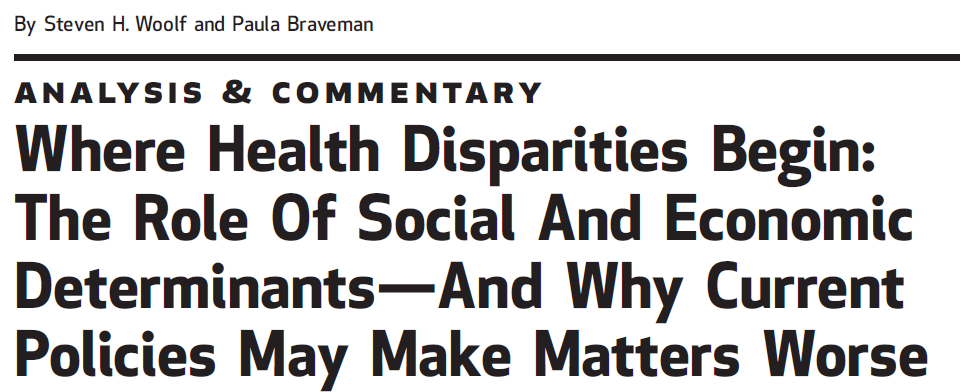 By Steven H. Woolf and Paula Braveman
ANALYSIS & COMMENTARY
Where Health Disparities Begin:
The Role Of Social And Economic
Determinants—And Why Current
Policies May Make Matters Worse